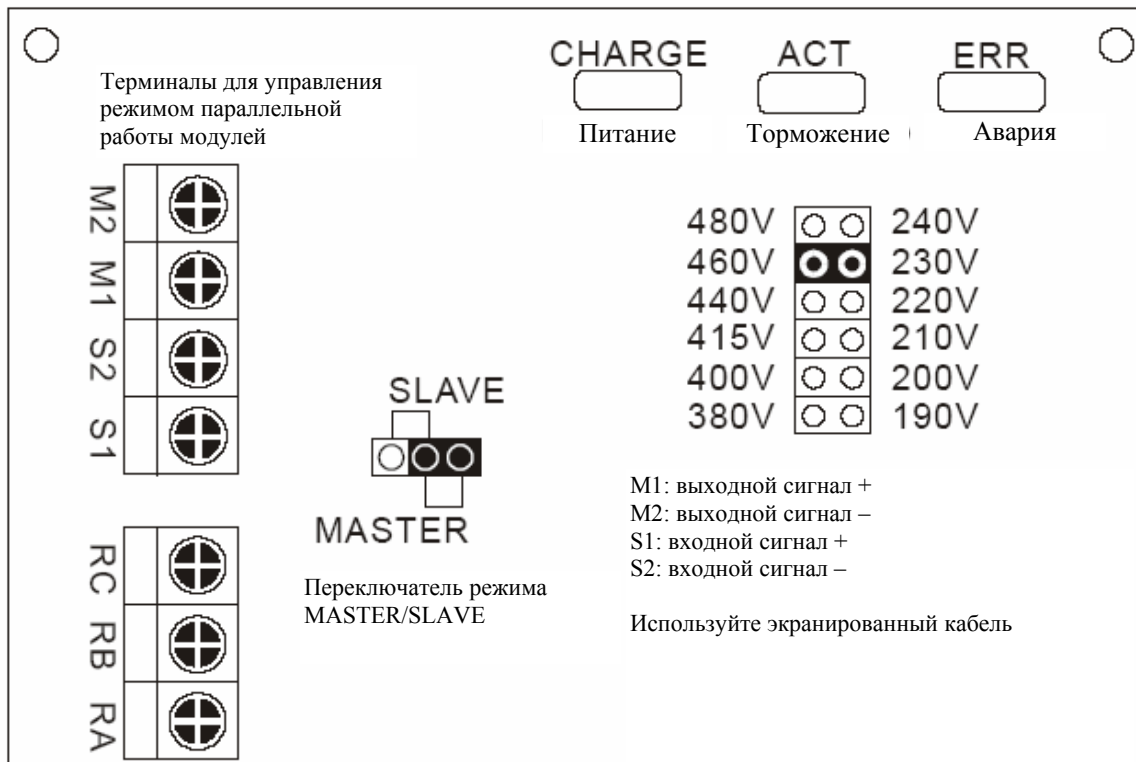 CHARGE ACT ERR
Питание Торможение Авария
Терминалы для управления
режимом параллельной
работы модулей
M2
M1
S2
S1
480V 240V
460V 230V
440V 220V
415V 210V
400V 200V
380V 190V
SLAVE
MASTER
Переключатель режима
MASTER/SLAVE
M1: выходной сигнал +
M2: выходной сигнал –
S1: входной сигнал +
S2: входной сигнал –
Используйте экранированный кабель
RC
RB
RA